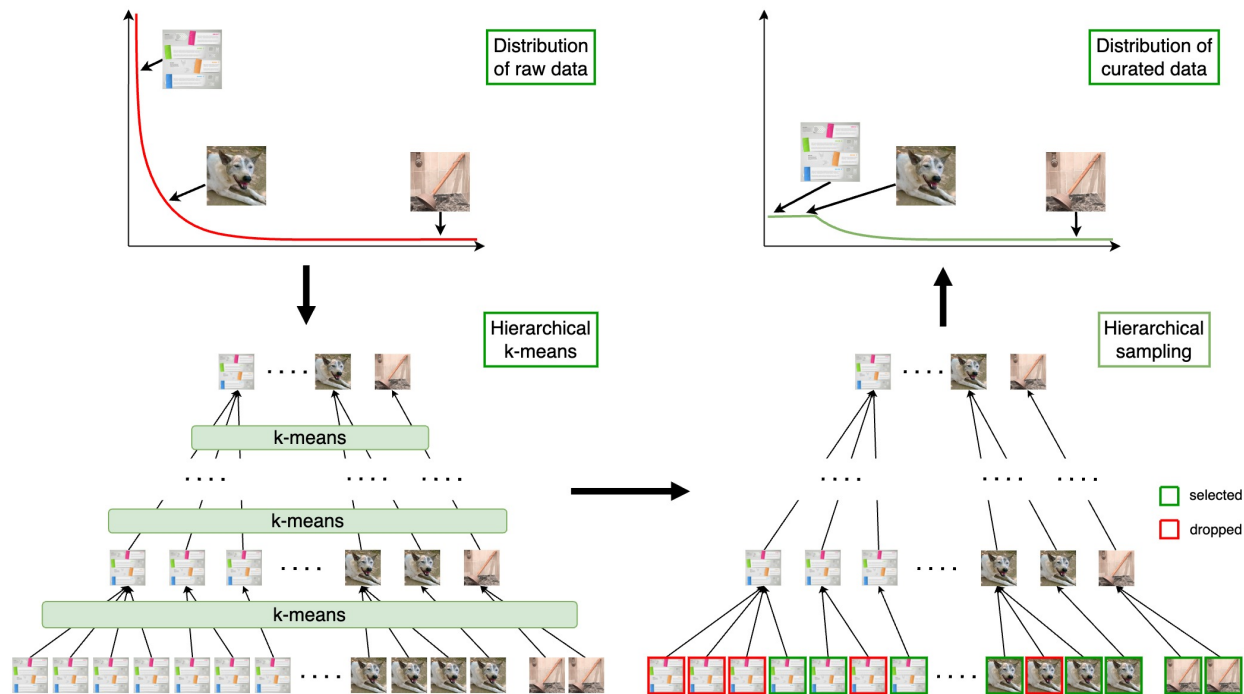 Distribution
of raw data
Distribution of
curated data
Hierarchical
k-means
Hierarchical
sampling
k-means
k-means
k-means
selected
dropped